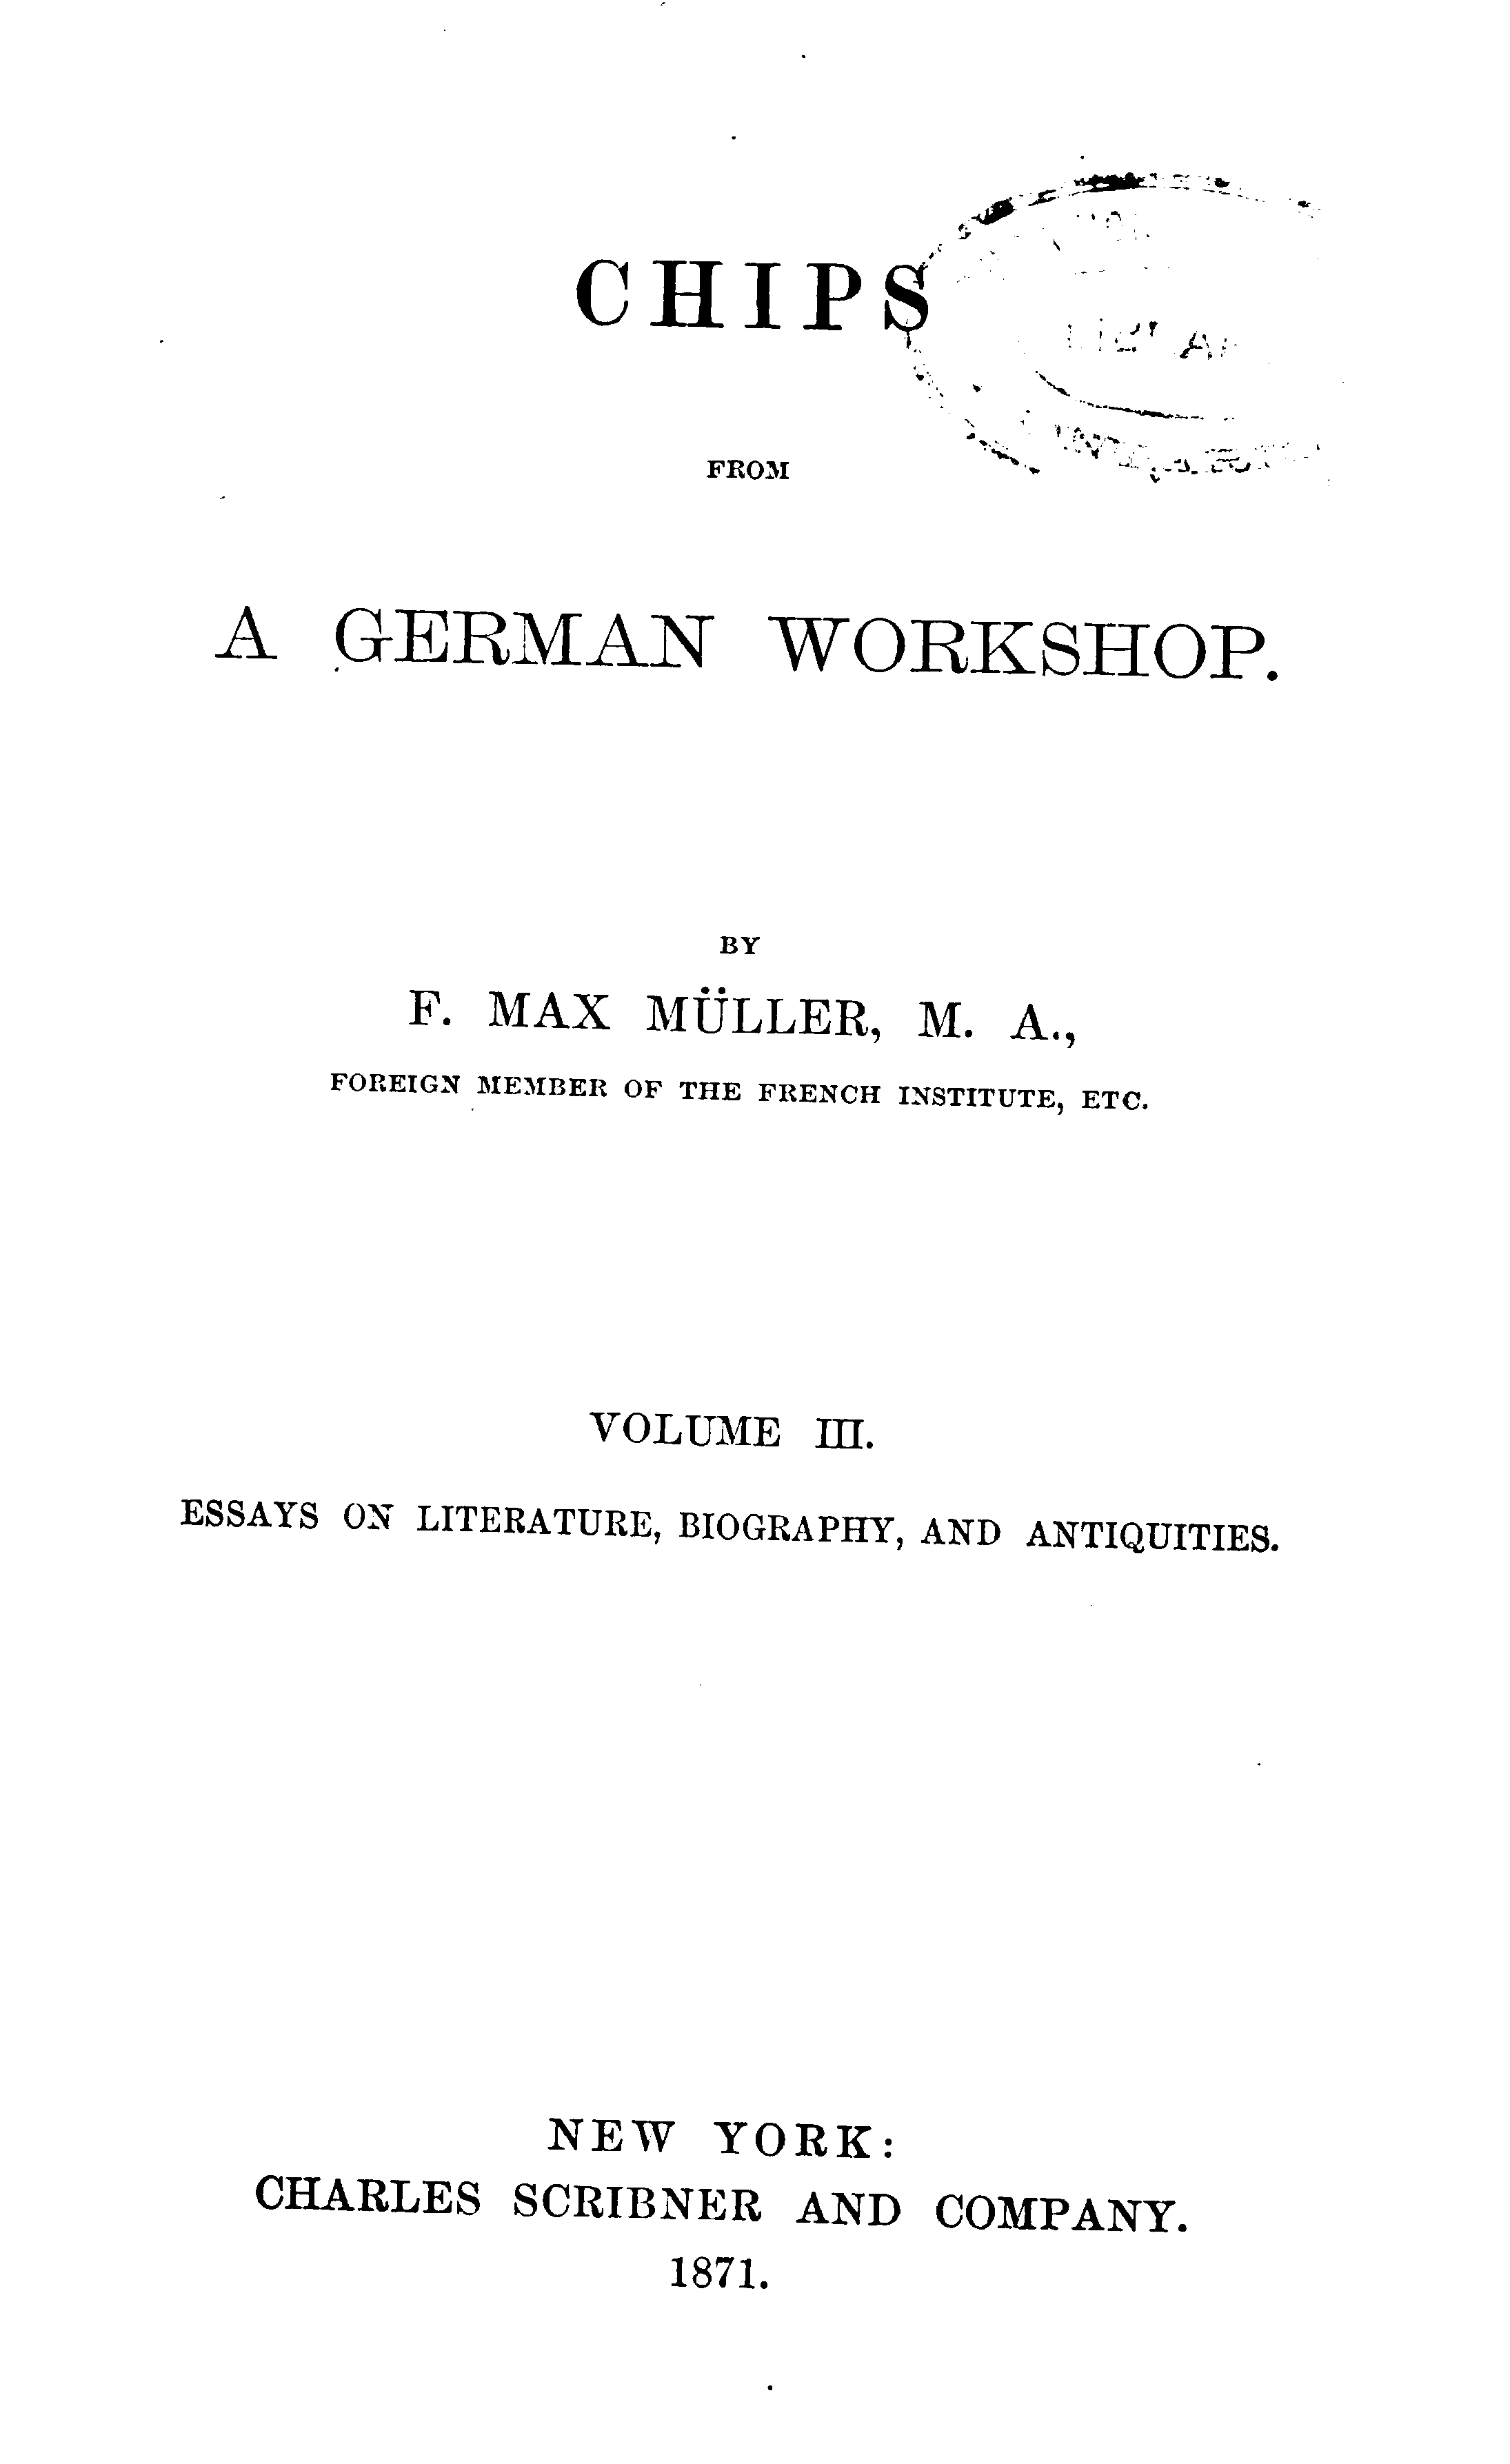 CHIPS
FROM
A GERMAN WORKSHOP.
BY
F. MAX MÜLLER, M. A.,
FOREIGN MEMBER OF THE FRENCH INSTITUTE, ETC.
VOLUME III.
ESSAYS ON LITERATURE, BIOGRAPHY, AND ANTIQUITIES.
NEW YORK:
CHARLES SCRIBNER AND COMPANY.
1871.